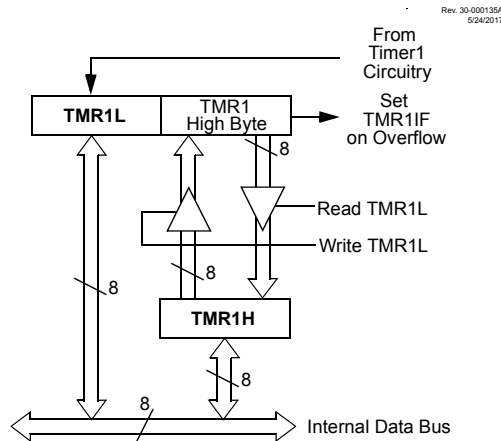 Rev. 30-000135A
5/24/2017
From
Timer1
Circuitry
TMR1L
TMR1
High Byte
Set
TMR1IF
on Overflow
8
Read TMR1L
Write TMR1L
8
8
TMR1H
8
8
Internal Data Bus